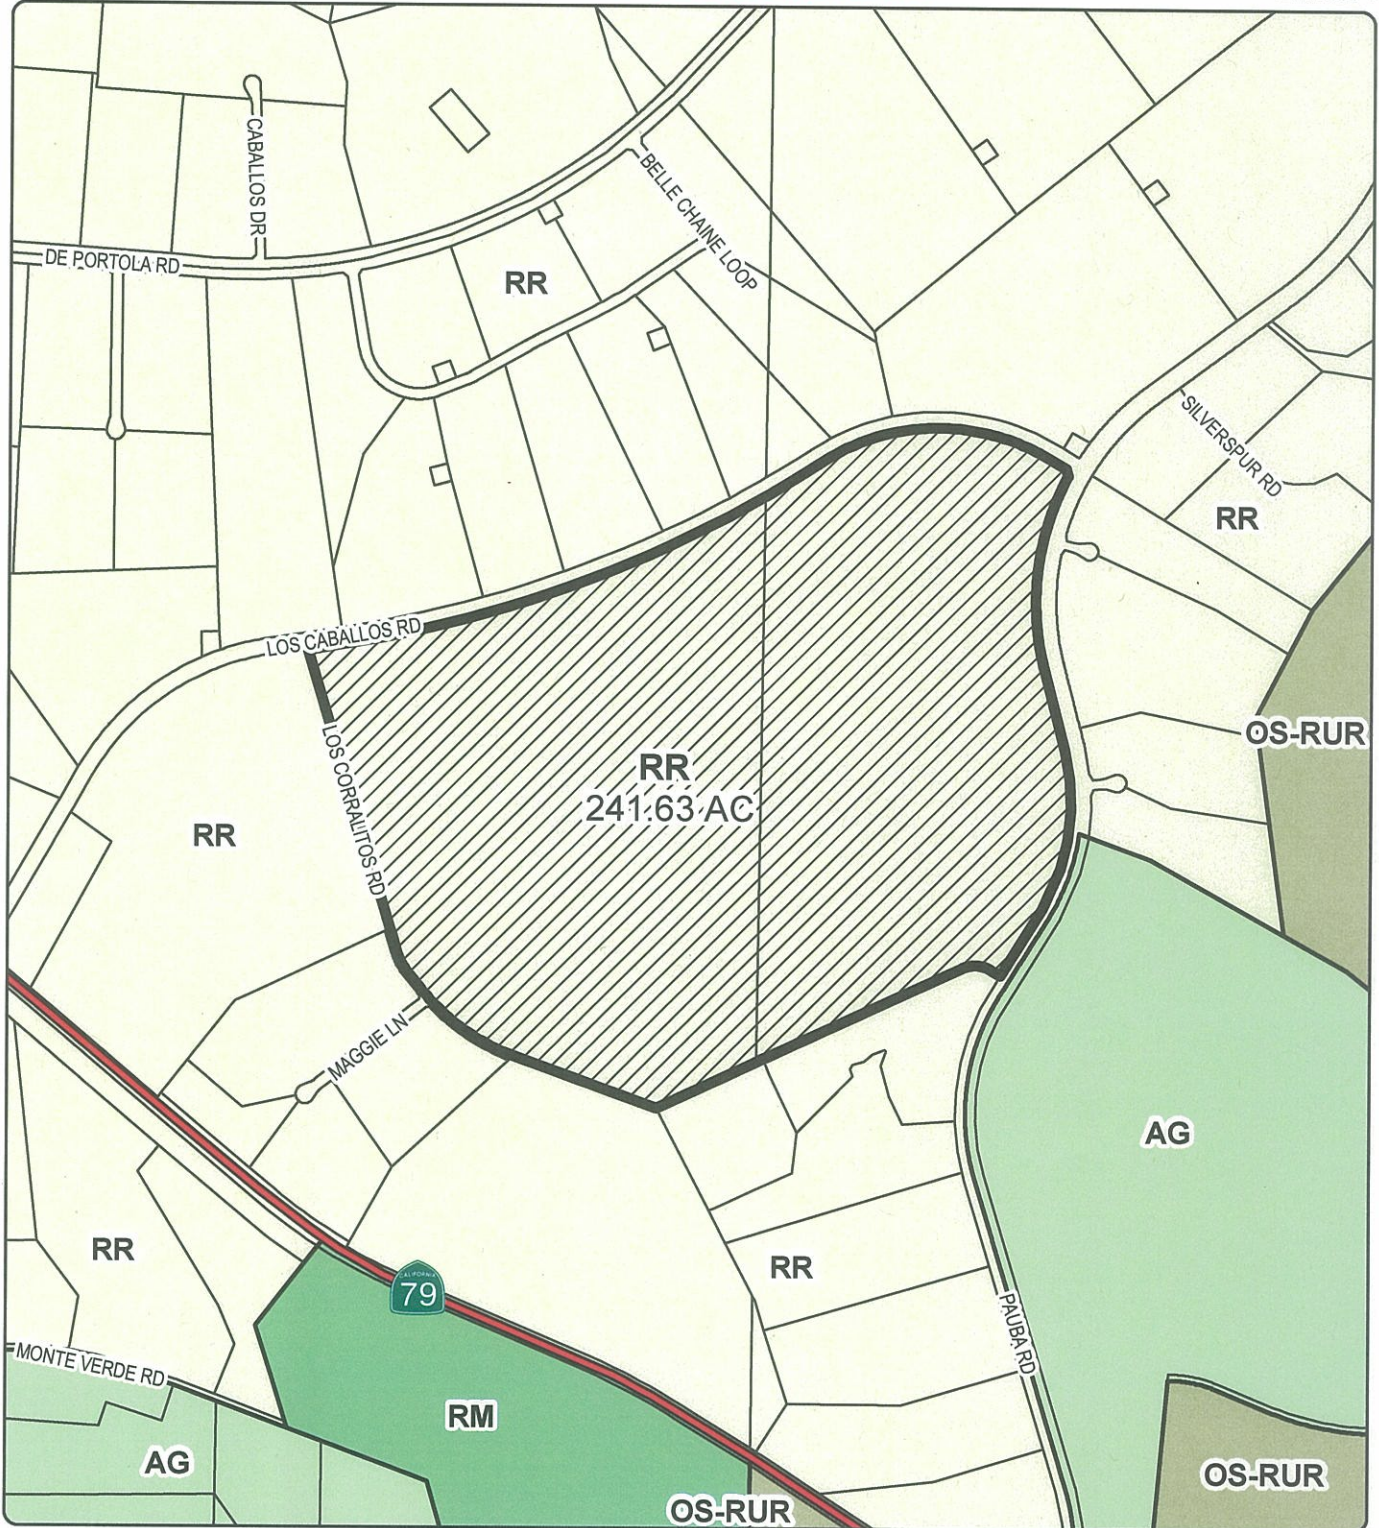 CABALLOS DR
BELLE CHAINE LOOP
DE PORTOLA RD
RR
SILVERSPUR RD
RR
LOS CABALLOS RD
OS-RUR
LOS CORRALITOS RD
RR
241.63 AC
RR
MAGGIE LN
AG
RR
RR
CALIFORNIA
79
PAUBA RD
MONTE VERDE RD
RM
AG
OS-RUR
OS-RUR